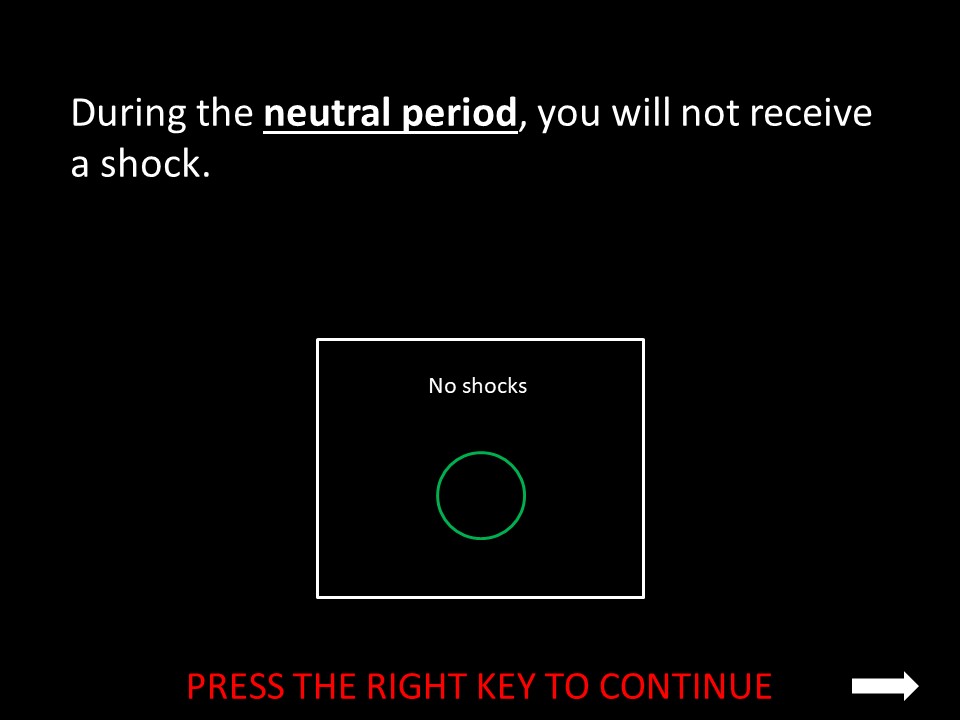 During the neutral period, you will not receive
a shock.
No shocks
PRESS THE RIGHT KEY TO CONTINUE